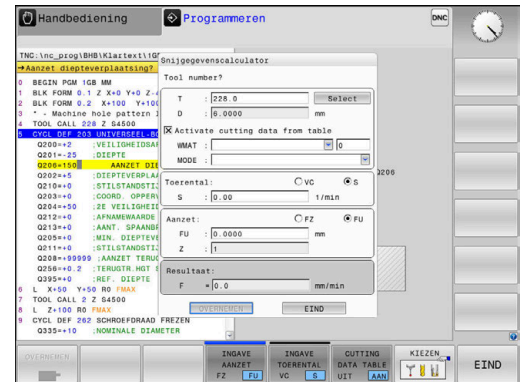 Handbediening
Programmeren
DNC
TNC:\nc_prog\BHB\Klartext\1GB
→Aanzet diepteverplaatsing?
0 BEGIN PGM 1GB MM
1 BLK FORM 0.1 Z X+0 Y+0 Z-
2 BLK FORM 0.2 X+100 Y+100
3 * - Machine hole pattern
4 TOOL CALL 228 Z S4500
5 CYCL DEF 203 UNIVERSEEL-BO
Q200=+2 ;VEILIGHEIDSAF
Q201=-25 ;DIEPTE
Q206=150 AANZET DIE
Q202=+5 ;DIEPTEVERPLAA
Q210=+0 ;STILSTANDSTIJ
Q203=+0 ;COORD. OPPERV
Q204=+50 ;2E VEILIGHEID
Q212=+0 ;AFNAMEWAARDE
Q213=+0 ;AANT. SPAANBR
Q205=+0 ;MIN. DIEPTEVE
Q211=+0 ;STILSTANDSTIJ
Q208=+99999 ;AANZET TERUG
Q256=+0.2 ;TERUGTR.HGT S
Q395=+0 ;REF. DIEPTE
6 L X+50 Y+50 R0 FMAX
7 TOOL CALL 2 Z S4500
8 L Z+100 R0 FMAX
9 CYCL DEF 262 SCHROEFDRAAD FREZEN
Q335=+10 ;NOMINALE DIAMETER
Snijgegevenscalculator
Tool number?
T : 228.0 Select
D : 6.0000 mm
Activate cutting data from table
WMAT : 0
MODE :
Toerental: VC S
S : 0.00 1/min
Aanzet: FZ FU
FU : 0.0000 mm
Z : 1
Resultaat:
F = 0.0 mm/min
OVERNEMEN EIND
Q206
OVERNEMEN
INGAVE AANZET FZ FU
INGAVE TOERENTAL VC S
CUTTING DATA TABLE UIT AAN
KIEZEN
EIND